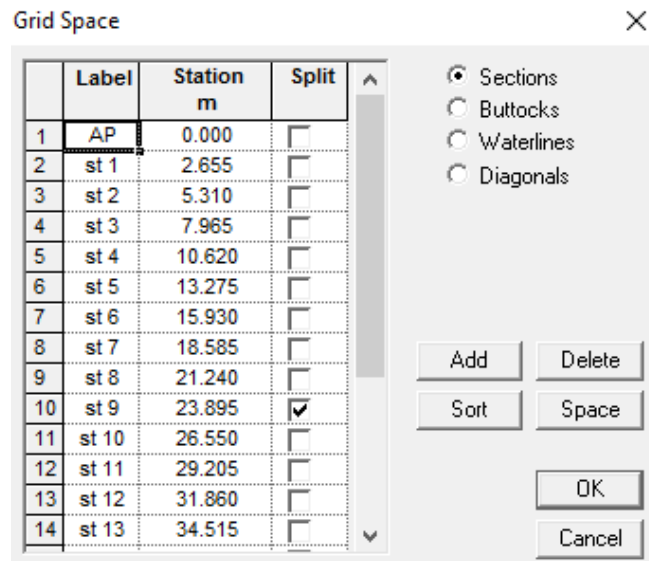 Grid Space
Label Station m Split
1 AP 0.000
2 st 1 2.655
3 st 2 5.310
4 st 3 7.965
5 st 4 10.620
6 st 5 13.275
7 st 6 15.930
8 st 7 18.585
9 st 8 21.240
10 st 9 23.895
11 st 10 26.550
12 st 11 29.205
13 st 12 31.860
14 st 13 34.515
Sections
Buttocks
Waterlines
Diagonals
Add Delete
Sort Space
OK
Cancel